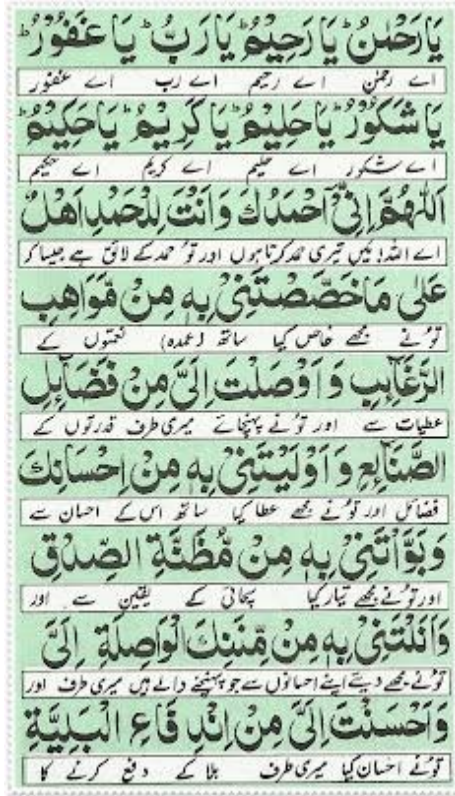 يَا رَحْمٰنُ يَا رَحِيْمُ يَا رَبُّ يَا غَفُوْرُ
اے رحمٰن اے رحیم اے رب اے غفور
يَا شَكُوْرُ يَا حَلِيْمُ يَا كَرِيْمُ يَا حَكِيْمُ
اے شکور اے حلیم اے کریم اے حکیم
اَللّٰهُمَّ اِنِّيْ اَحْمَدُكَ وَاَنْتَ لِلْحَمْدِ اَهْلٌ
اے اللہ! میں تیری حمد کرتا ہوں اور تو حمد کے لائق ہے جیسا کہ
عَلٰى مَا خَصَّصْتَنِيْ بِهٖ مِنْ مَّوَاهِبِ
تو نے مجھے خاص کیا ساتھ (عمدہ) نعمتوں کے
الرَّغَآئِبِ وَاَوْصَلْتَ اِلَيَّ مِنْ فَضَآئِلِ
عطیات سے اور تو نے پہنچائے میری طرف قدرتوں کے
الصَّنَآئِعِ وَاَوْلَيْتَنِيْ بِهٖ مِنْ اِحْسَانِكَ
فضائل اور تو نے مجھے عطا کیا ساتھ اس کے احسان سے
وَبَوَّاْتَنِيْ بِهٖ مِنْ مَّظَنَّةِ الصِّدْقِ
اور تو نے مجھے تیار کیا سچائی کے یقین سے اور
وَاَنَلْتَنِيْ بِهٖ مِنْ مِّنَنِكَ الْوَاصِلَةِ اِلَيَّ
تو نے مجھے دیئے اپنے احسانوں سے جو پہنچنے والے ہیں میری طرف اور
وَاَحْسَنْتَ اِلَيَّ مِنْ اِنْدِفَاعِ الْبَلِيَّةِ
تو نے احسان کیا میری طرف بلا کے دفع کرنے کا